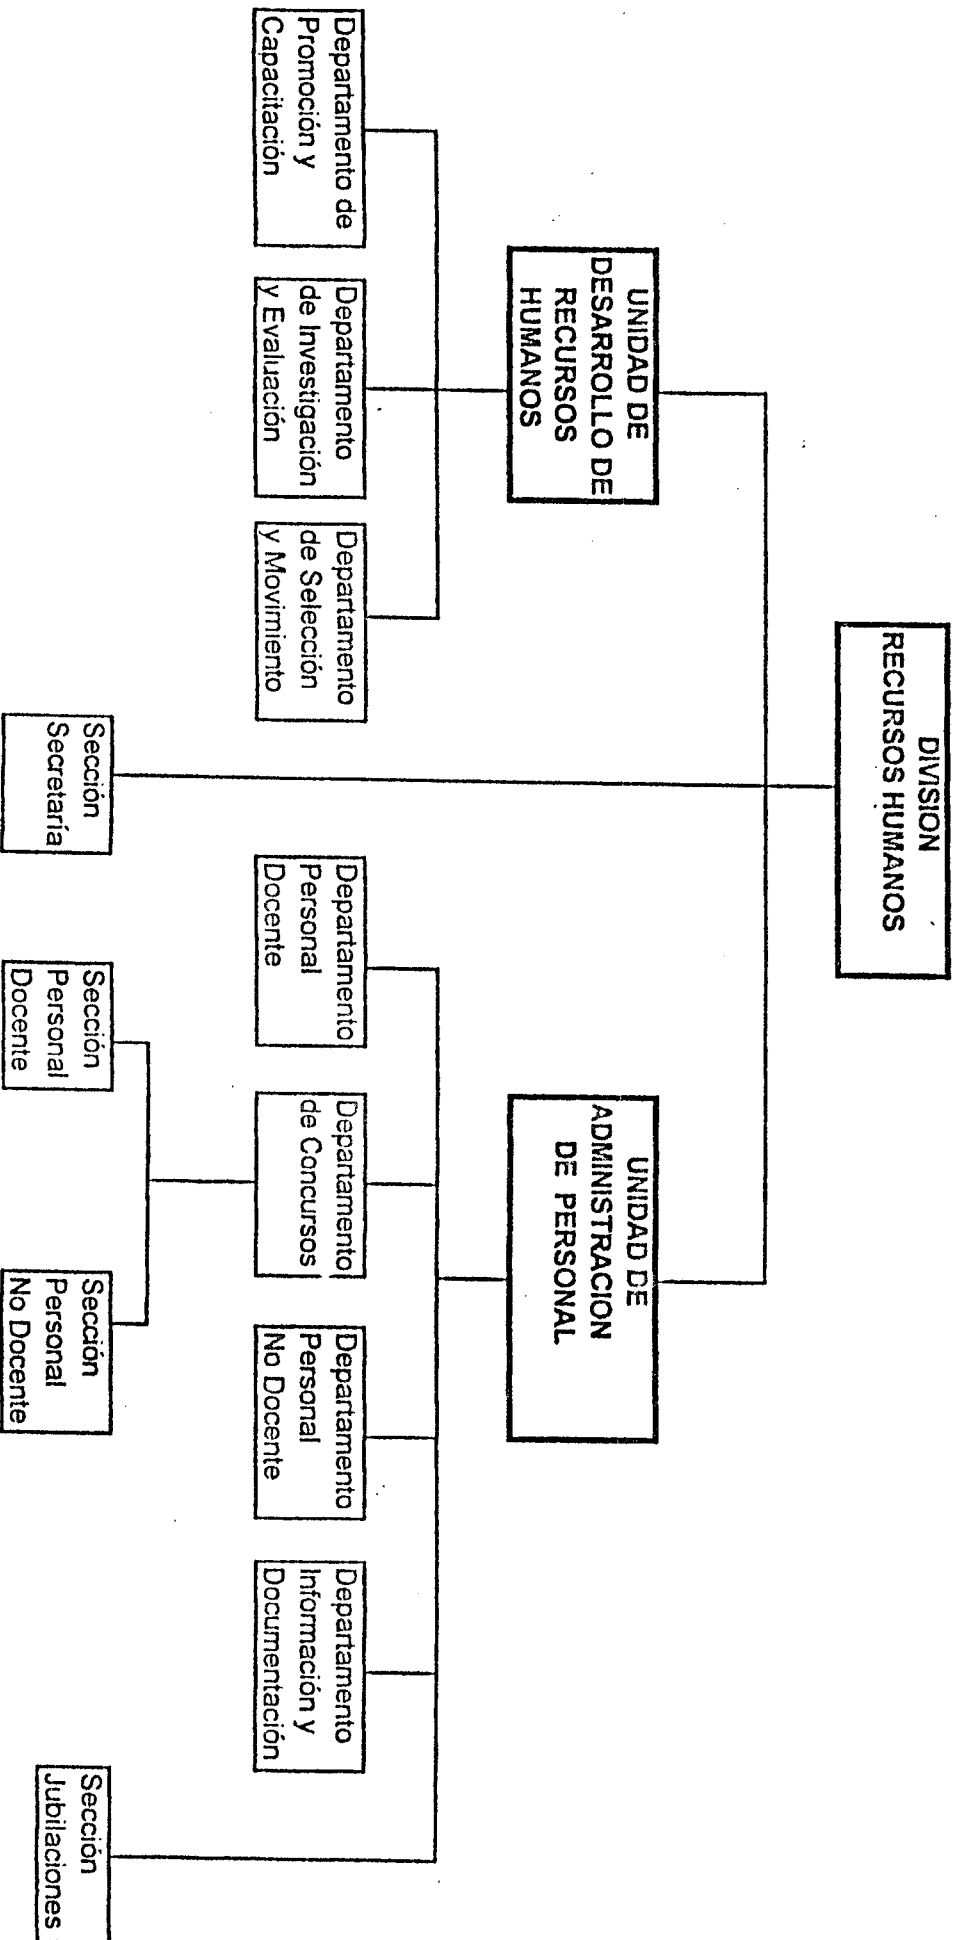 DIVISION
RECURSOS HUMANOS
UNIDAD DE
DESARROLLO DE
RECURSOS
HUMANOS
UNIDAD DE
ADMINISTRACION
DE PERSONAL
Departamento de
Promoción y
Capacitación
Departamento
de Investigación
y Evaluación
Departamento
de Selección
y Movimiento
Departamento
Personal
Docente
Departamento
de Concursos
Departamento
Personal
No Docente
Departamento
Información y
Documentación
Sección
Secretaría
Sección
Personal
Docente
Sección
Personal
No Docente
Sección
Jubilaciones